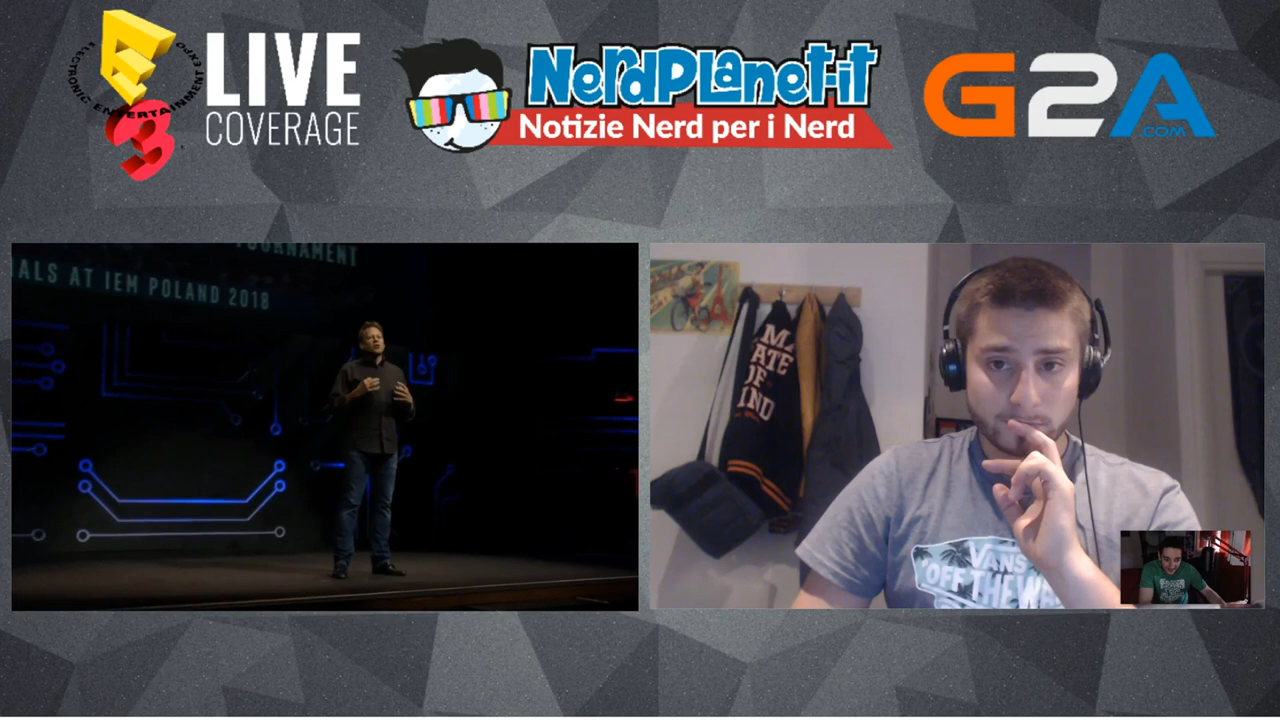 E3
ELECTRONIC ENTERTAINMENT EXPO
LIVE
COVERAGE
NerdPlanet.it
Notizie Nerd per i Nerd
G2A
.COM
TOURNAMENT
ALS AT IEM POLAND 2018
MA
ATE
OF
IND
VANS
"OFF THE W